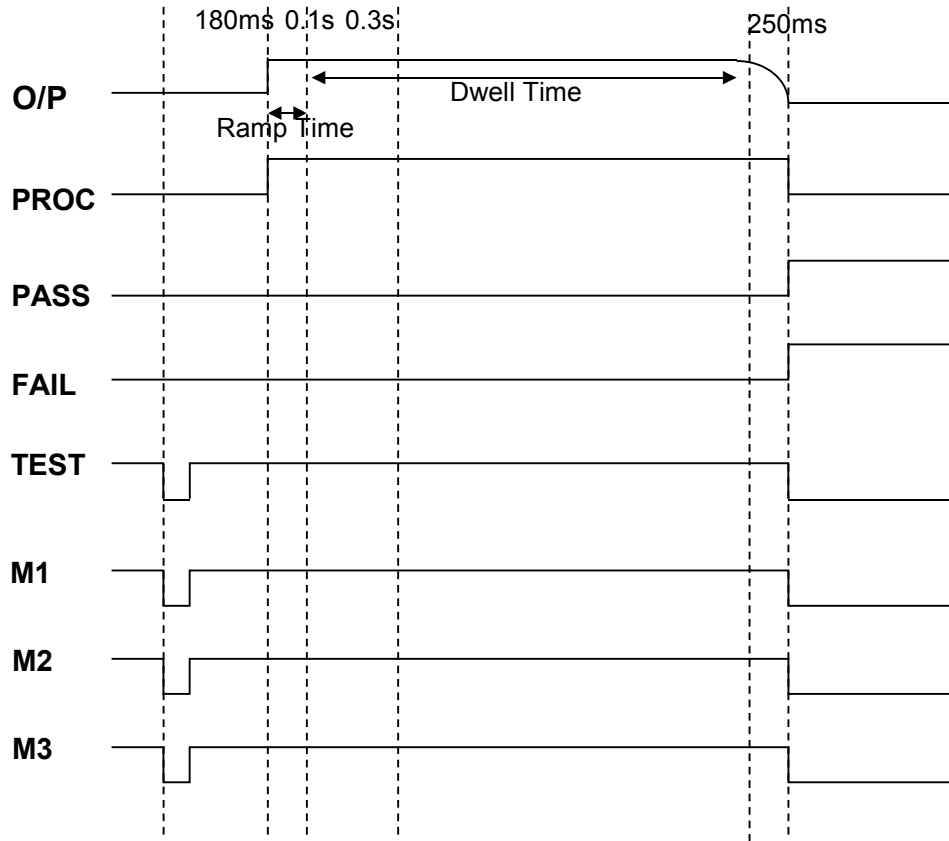 180ms 0.1s 0.3s 250ms
O/P
Dwell Time
Ramp Time
PROC
PASS
FAIL
TEST
M1
M2
M3